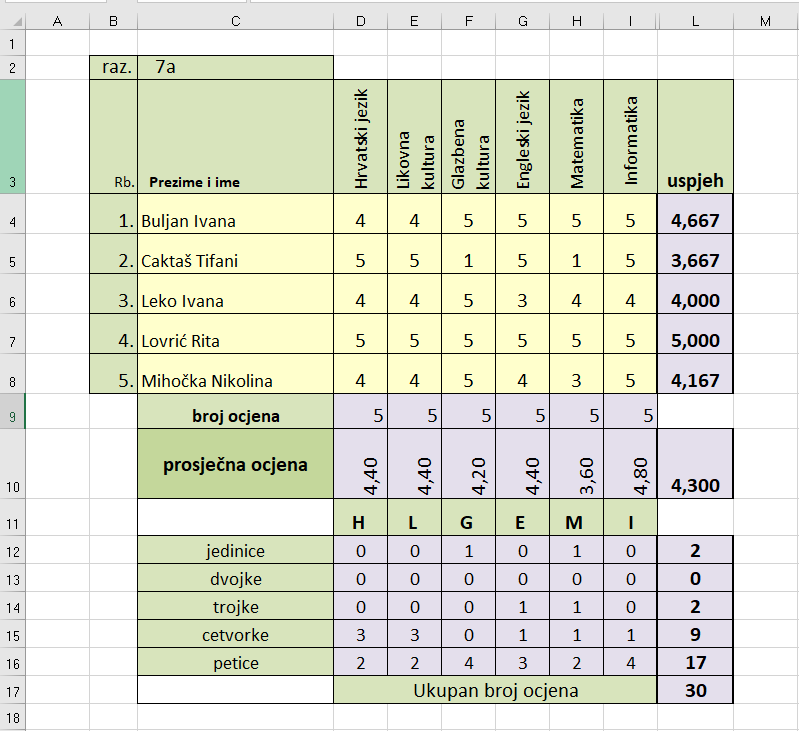 A B C D E F G H I L M
1
2 raz. 7a
3 Rb. Prezime i ime Hrvatski jezik Likovna kultura Glazbena kultura Engleski jezik Matematika Informatika uspjeh
4 1. Buljan Ivana 4 4 5 5 5 5 4,667
5 2. Caktaš Tifani 5 5 1 5 1 5 3,667
6 3. Leko Ivana 4 4 5 3 4 4 4,000
7 4. Lovrić Rita 5 5 5 5 5 5 5,000
8 5. Mihočka Nikolina 4 4 5 4 3 5 4,167
9 broj ocjena 5 5 5 5 5 5
10 prosječna ocjena 4,40 4,40 4,20 4,40 3,60 4,80 4,300
11 H L G E M I
12 jedinice 0 0 1 0 1 0 2
13 dvojke 0 0 0 0 0 0 0
14 trojke 0 0 0 1 1 0 2
15 cetvorke 3 3 0 1 1 1 9
16 petice 2 2 4 3 2 4 17
17 Ukupan broj ocjena 30
18